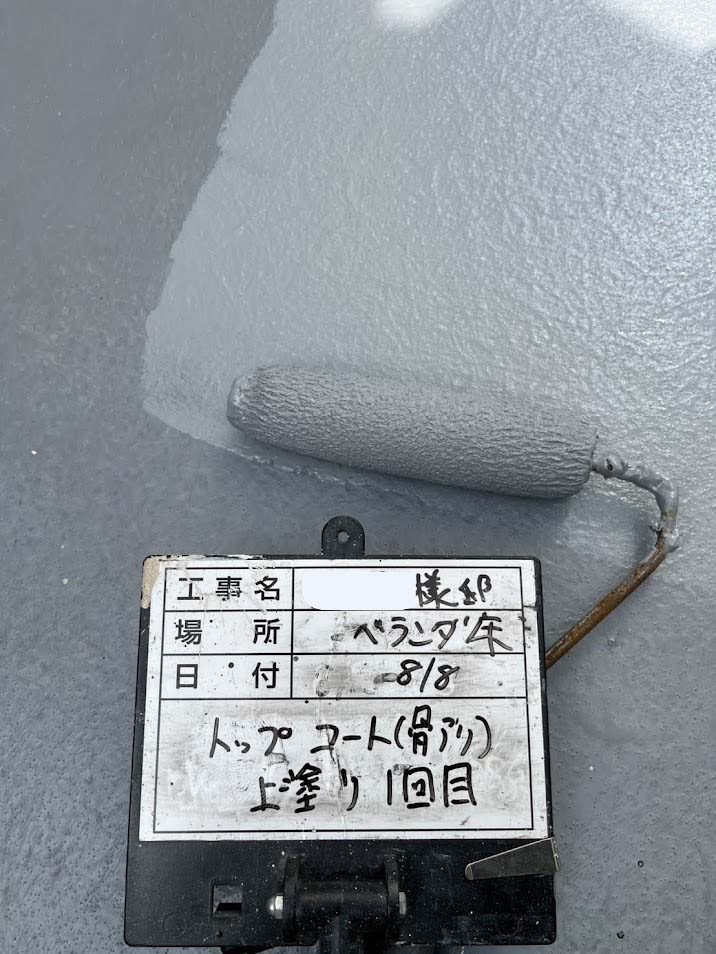 工事名 様邸
場所 ベランダ床
日付 8/8
トップコート(骨アリ)
上塗り1回目